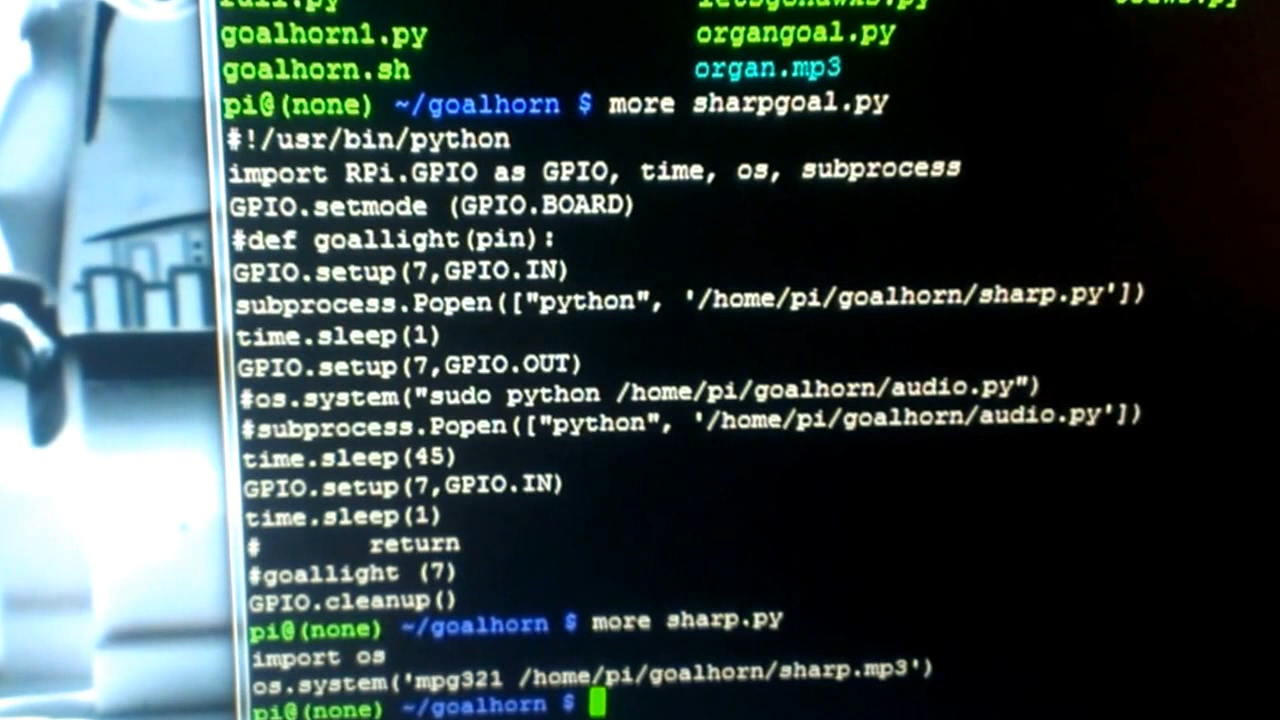 goalhorn1.py organgoal.py
goalhorn.sh organ.mp3
pi@(none) ~/goalhorn $ more sharpgoal.py
#!/usr/bin/python
import RPi.GPIO as GPIO, time, os, subprocess
GPIO.setmode (GPIO.BOARD)
#def goallight(pin):
GPIO.setup(7,GPIO.IN)
subprocess.Popen(["python", '/home/pi/goalhorn/sharp.py'])
time.sleep(1)
GPIO.setup(7,GPIO.OUT)
#os.system("sudo python /home/pi/goalhorn/audio.py")
#subprocess.Popen(["python", '/home/pi/goalhorn/audio.py'])
time.sleep(45)
GPIO.setup(7,GPIO.IN)
time.sleep(1)
#       return
#goallight (7)
GPIO.cleanup()
pi@(none) ~/goalhorn $ more sharp.py
import os
os.system('mpg321 /home/pi/goalhorn/sharp.mp3')
pi@(none) ~/goalhorn $